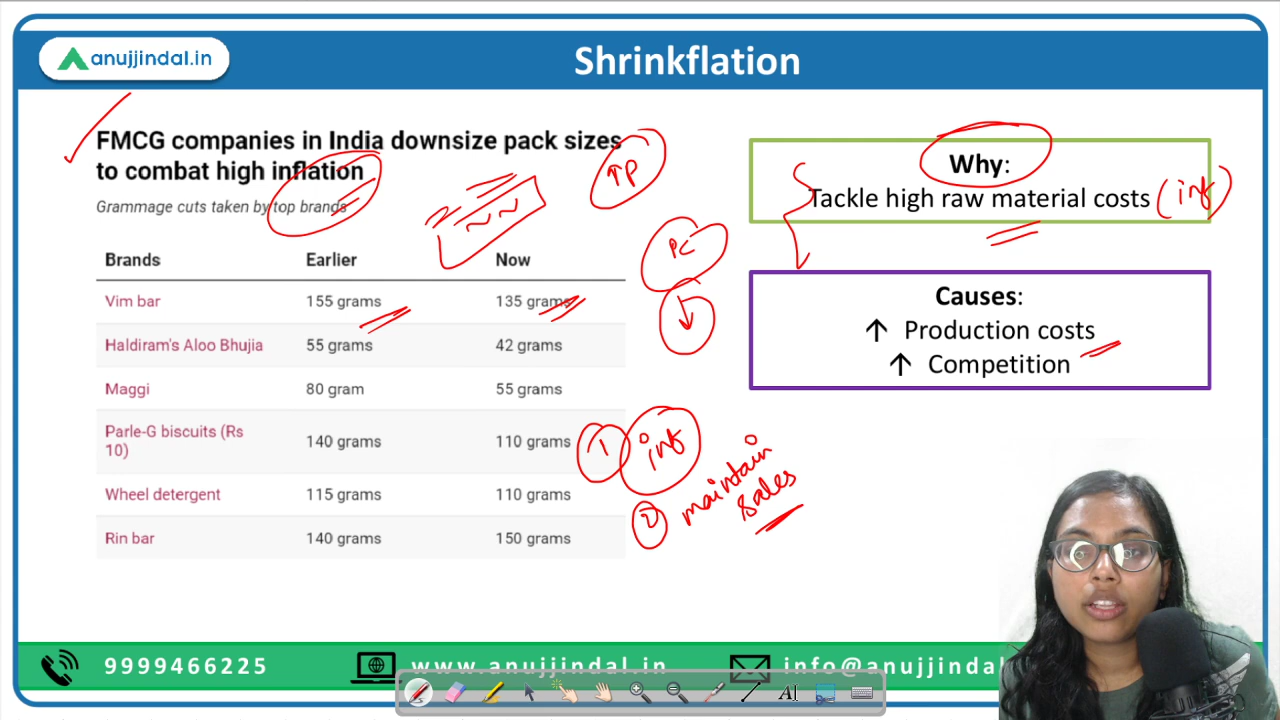 anujjindal.in
Shrinkflation
FMCG companies in India downsize pack sizes
to combat high inflation
Grammage cuts taken by top brands
Brands Earlier Now
Vim bar 155 grams 135 grams
Haldiram's Aloo Bhujia 55 grams 42 grams
Maggi 80 gram 55 grams
Parle-G biscuits (Rs
10) 140 grams 110 grams
Wheel detergent 115 grams 110 grams
Rin bar 140 grams 150 grams
↑P
PC
↓
1 inf
2 maintain
sales
Why:
Tackle high raw material costs (inf)
Causes:
↑ Production costs
↑ Competition
9999466225
www.anujjindal.in
info@anujjindal